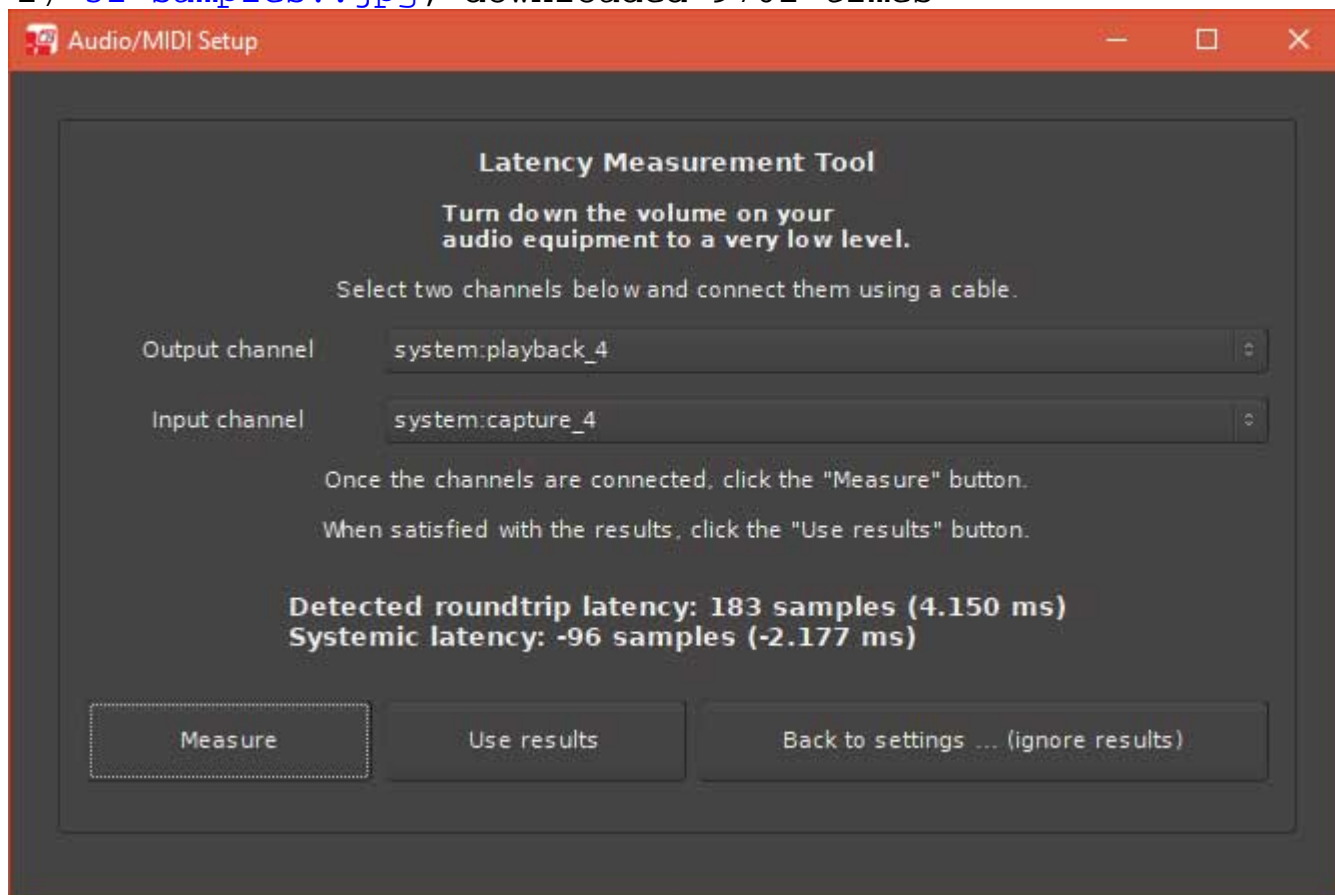 Audio/MIDI Setup
Latency Measurement Tool
Turn down the volume on your
audio equipment to a very low level.
Select two channels below and connect them using a cable.
Output channel system:playback_4
Input channel system:capture_4
Once the channels are connected, click the "Measure" button.
When satisfied with the results, click the "Use results" button.
Detected roundtrip latency: 183 samples (4.150 ms)
Systemic latency: -96 samples (-2.177 ms)
Measure Use results Back to settings ... (ignore results)